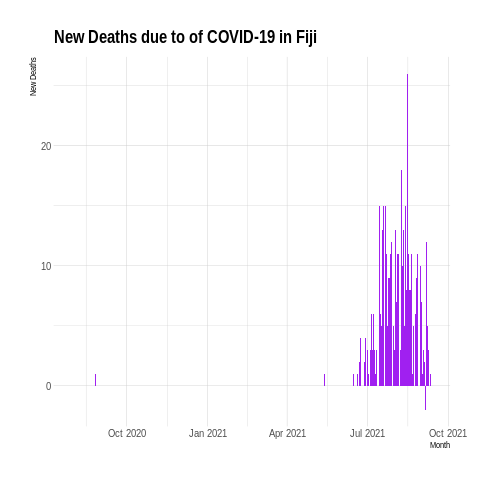 New Deaths due to of COVID-19 in Fiji
New Deaths
20
10
0
Oct 2020 Jan 2021 Apr 2021 Jul 2021 Oct 2021
Month